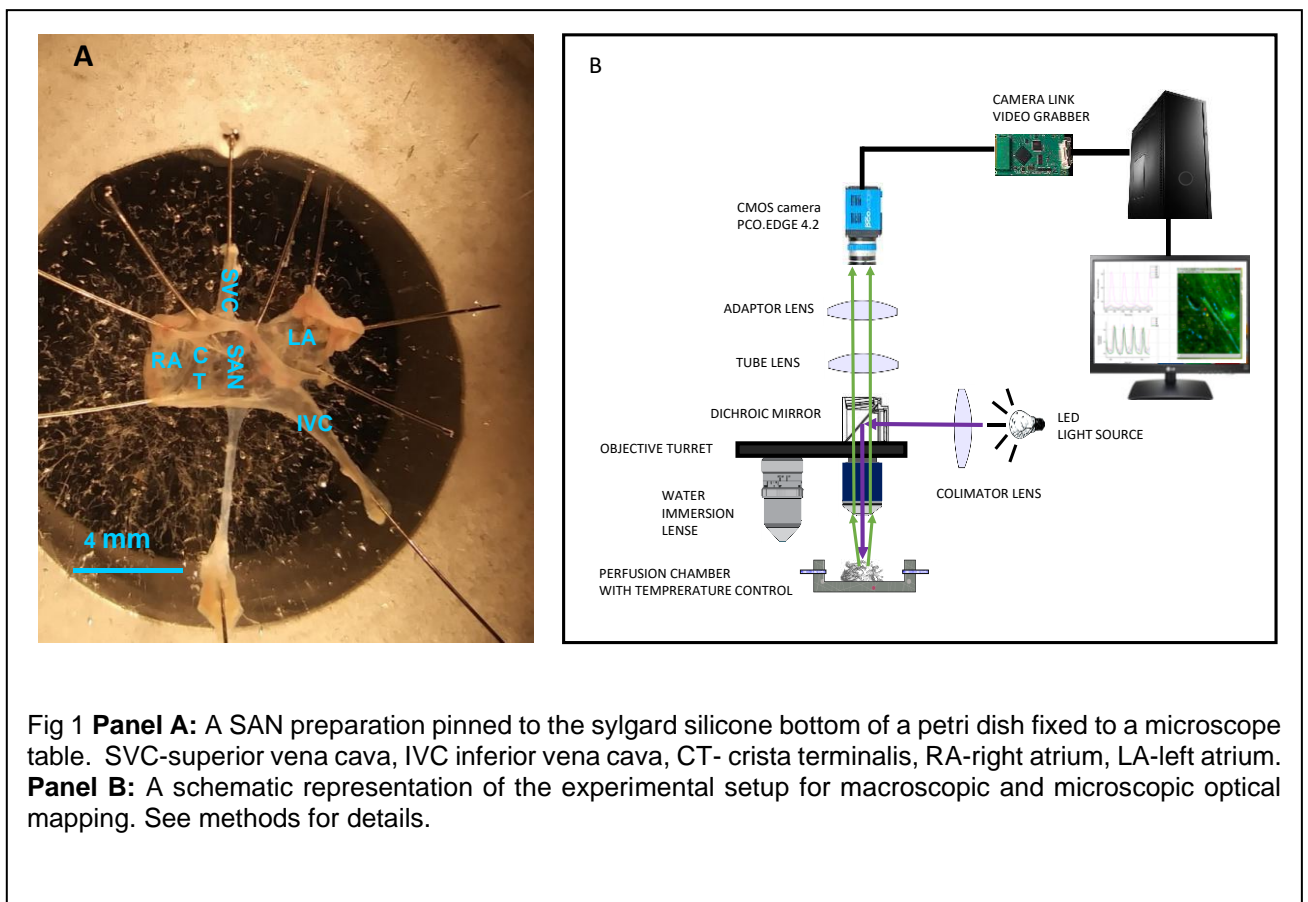 A
SVC
RA
C
T
SAN
LA
IVC
4 mm
B
CAMERA LINK
VIDEO GRABBER
CMOS camera
PCO.EDGE 4.2
ADAPTOR LENS
TUBE LENS
DICHROIC MIRROR
OBJECTIVE TURRET
WATER
IMMERSION
LENSE
LED
LIGHT SOURCE
COLIMATOR LENS
PERFUSION CHAMBER
WITH TEMPRERATURE CONTROL
Fig 1 Panel A: A SAN preparation pinned to the sylgard silicone bottom of a petri dish fixed to a microscope
table. SVC-superior vena cava, IVC inferior vena cava, CT- crista terminalis, RA-right atrium, LA-left atrium.
Panel B: A schematic representation of the experimental setup for macroscopic and microscopic optical
mapping. See methods for details.